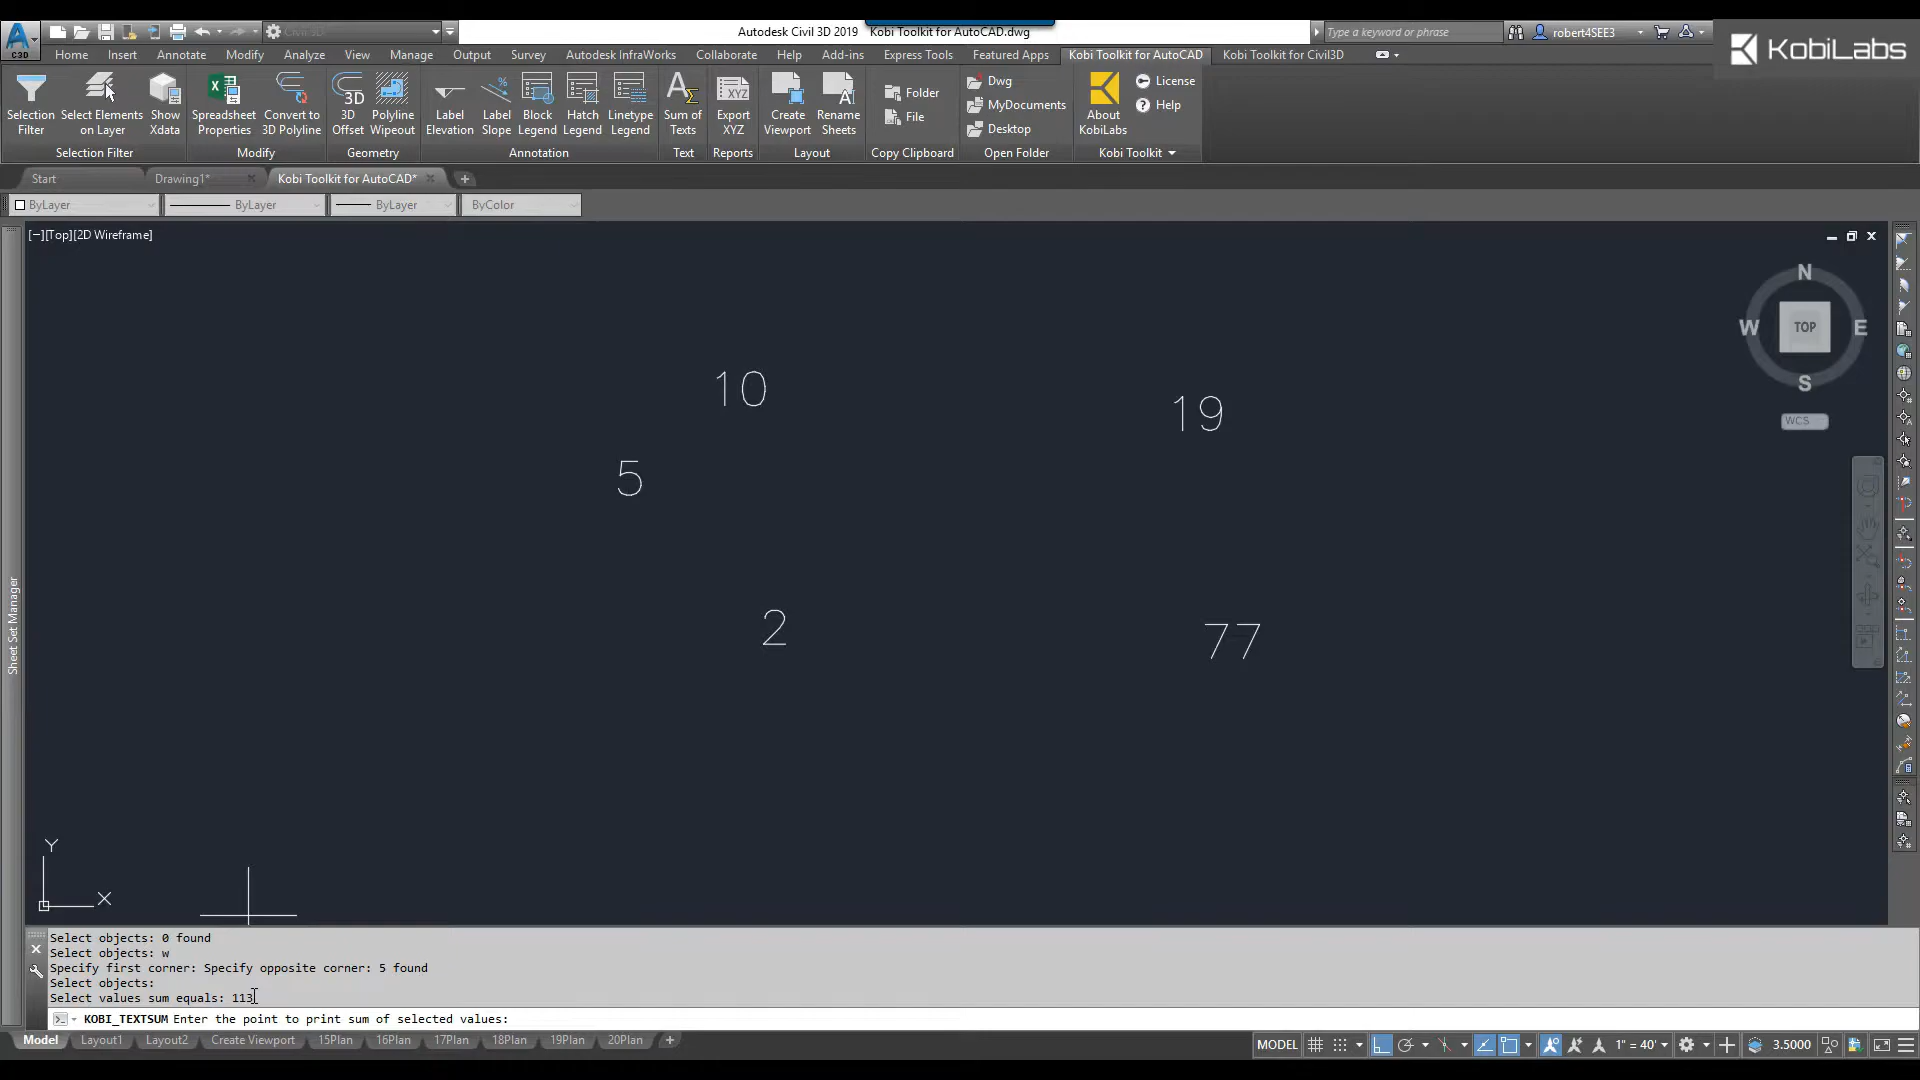 Civil 3D
Autodesk Civil 3D 2019 Kobi Toolkit for AutoCAD.dwg
Type a keyword or phrase
robert4SEE3
KobiLabs
C3D
Home Insert Annotate Modify Analyze View Manage Output Survey Autodesk InfraWorks Collaborate Help Add-ins Express Tools Featured Apps Kobi Toolkit for AutoCAD Kobi Toolkit for Civil3D
Selection Filter
Select Elements on Layer
Show Xdata
Spreadsheet Properties
Convert to 3D Polyline
3D Offset
Polyline Wipeout
Label Elevation
Label Slope
Block Legend
Hatch Legend
Linetype Legend
Sum of Texts
Export XYZ
Create Viewport
Rename Sheets
Folder
File
Dwg
MyDocuments
Desktop
About KobiLabs
License
Help
Selection Filter Modify Geometry Annotation Text Reports Layout Copy Clipboard Open Folder Kobi Toolkit
Start Drawing1* Kobi Toolkit for AutoCAD*
ByLayer ByLayer ByLayer ByColor
[−][Top][2D Wireframe]
N
W TOP E
S
WCS
10
19
5
2
77
Sheet Set Manager
Y
X
Select objects: 0 found
Select objects: w
Specify first corner: Specify opposite corner: 5 found
Select objects:
Select values sum equals: 113
KOBI_TEXTSUM Enter the point to print sum of selected values:
Model Layout1 Layout2 Create Viewport 15Plan 16Plan 17Plan 18Plan 19Plan 20Plan
MODEL 1" = 40' 3.5000